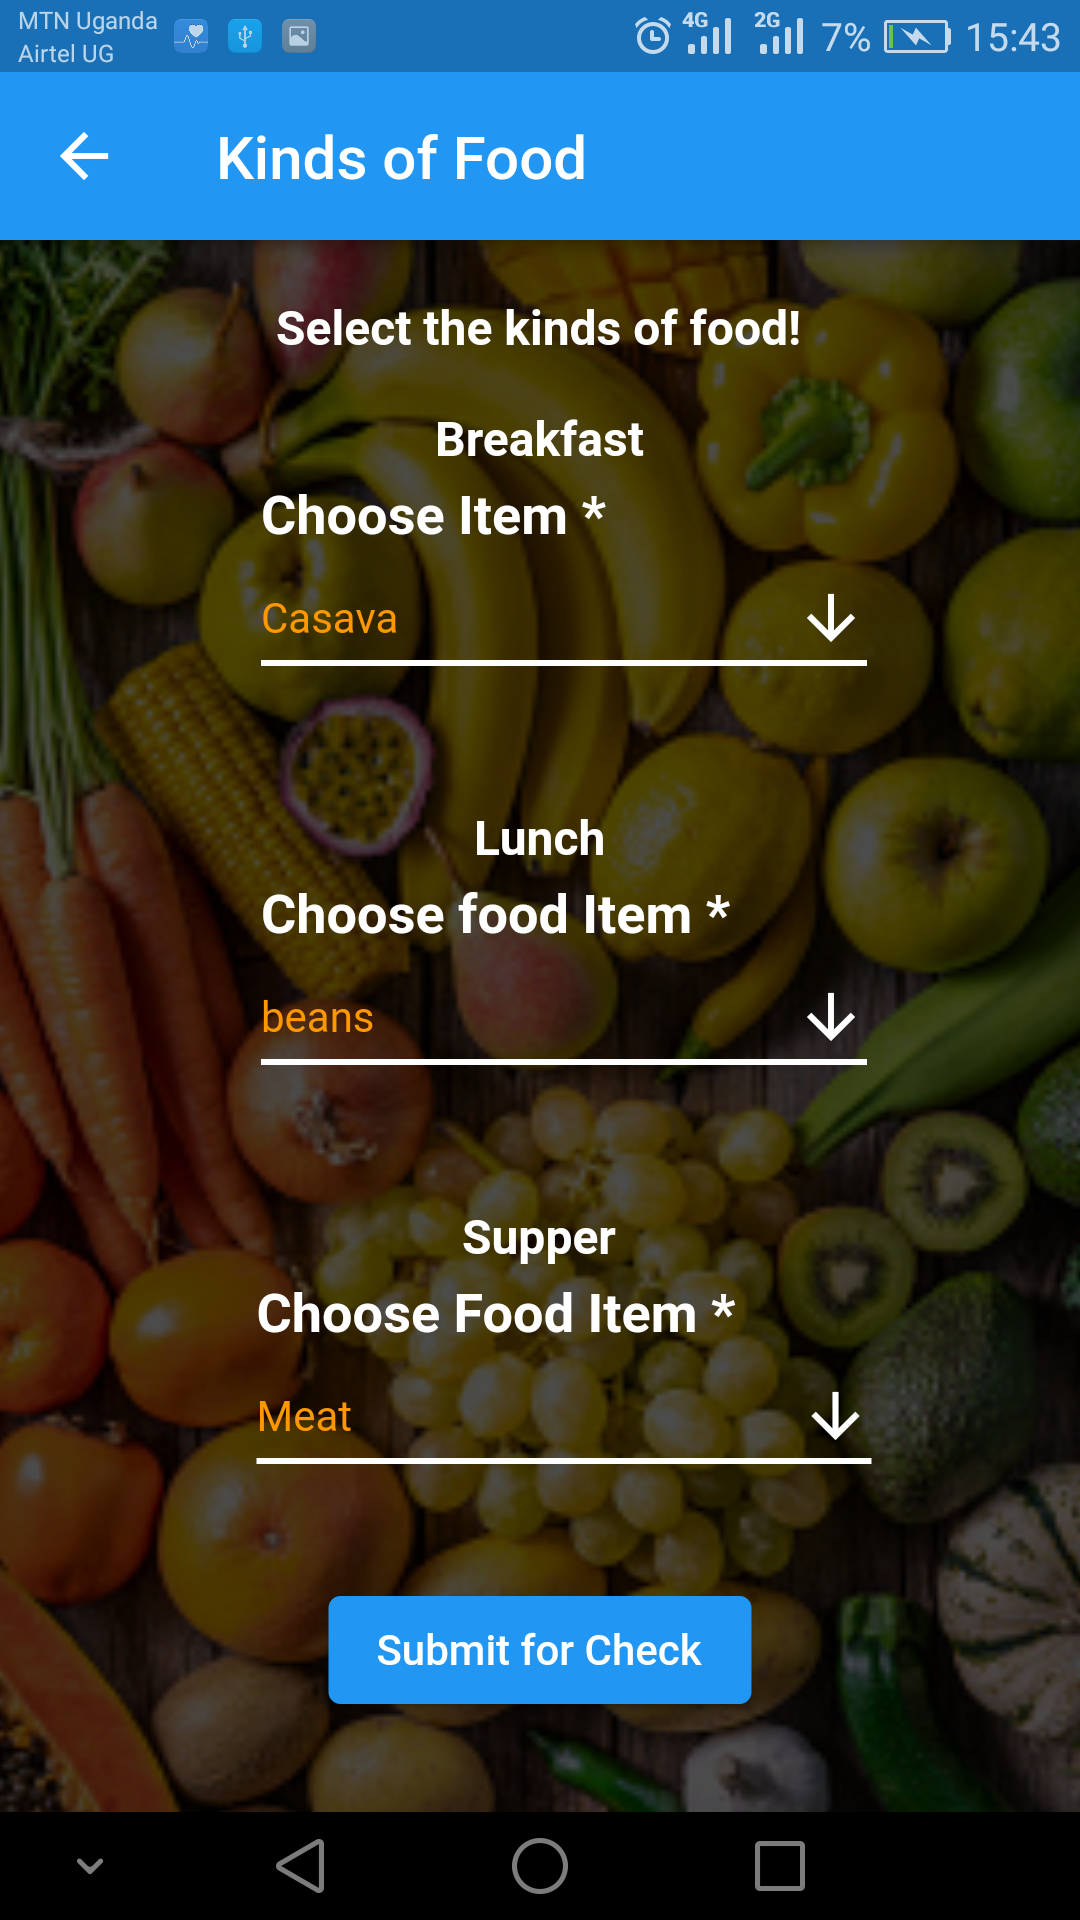 MTN Uganda
Airtel UG
4G 2G 7% 15:43
Kinds of Food
Select the kinds of food!
Breakfast
Choose Item *
Casava
Lunch
Choose food Item *
beans
Supper
Choose Food Item *
Meat
Submit for Check